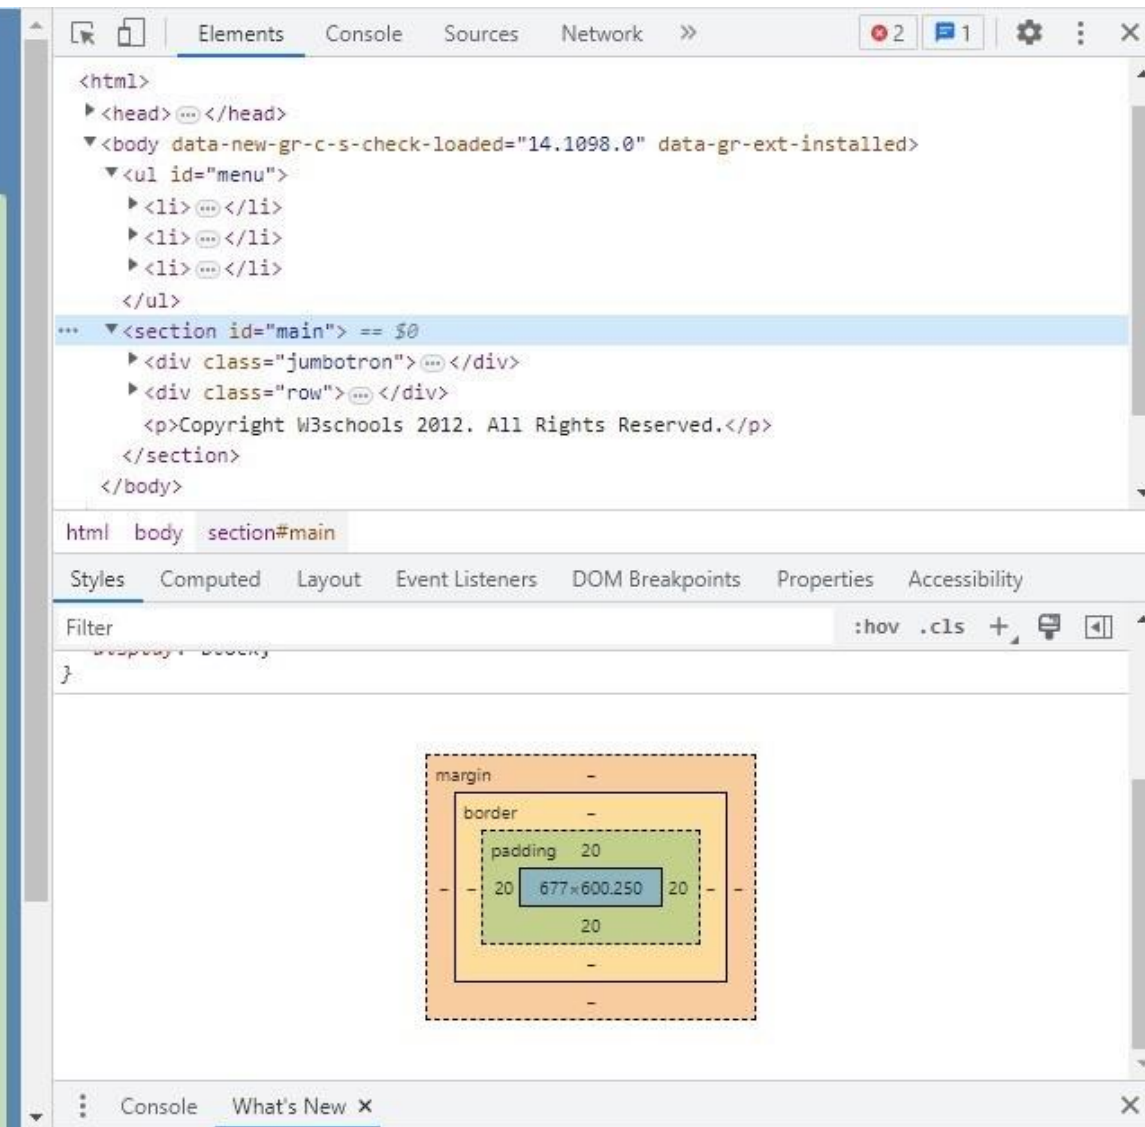 Elements Console Sources Network » 2 1
<html>
<head>…</head>
<body data-new-gr-c-s-check-loaded="14.1098.0" data-gr-ext-installed>
<ul id="menu">
<li>…</li>
<li>…</li>
<li>…</li>
</ul>
… <section id="main"> == $0
<div class="jumbotron">…</div>
<div class="row">…</div>
<p>Copyright W3schools 2012. All Rights Reserved.</p>
</section>
</body>
html body section#main
Styles Computed Layout Event Listeners DOM Breakpoints Properties Accessibility
Filter :hov .cls +
display: block;
}
margin –
border –
padding 20
– – 20 677×600.250 20 – –
20
–
–
Console What's New ×